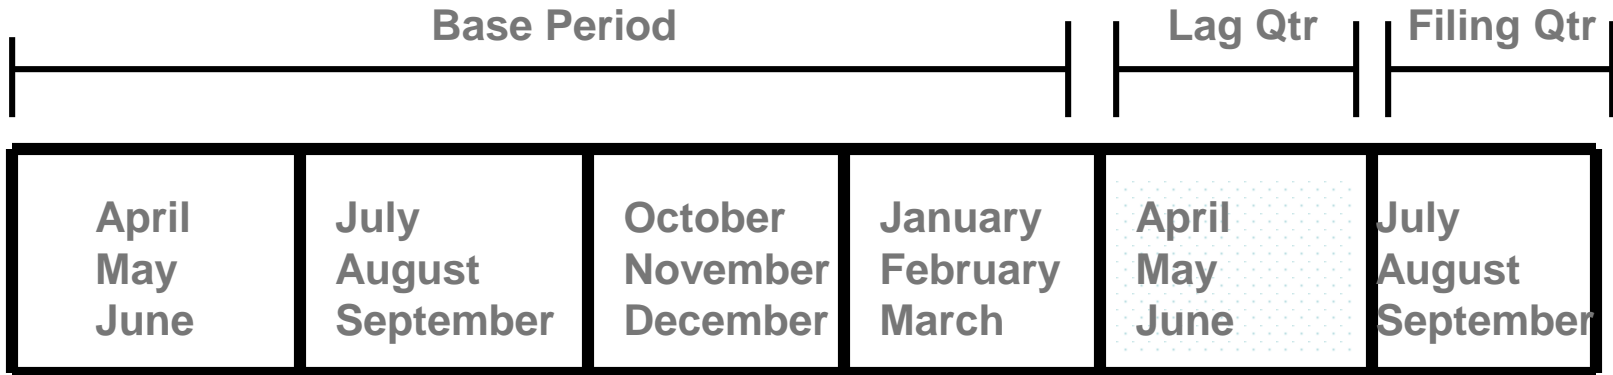 Base Period Lag Qtr Filing Qtr
April July October January April July
May August November February May August
June September December March June September